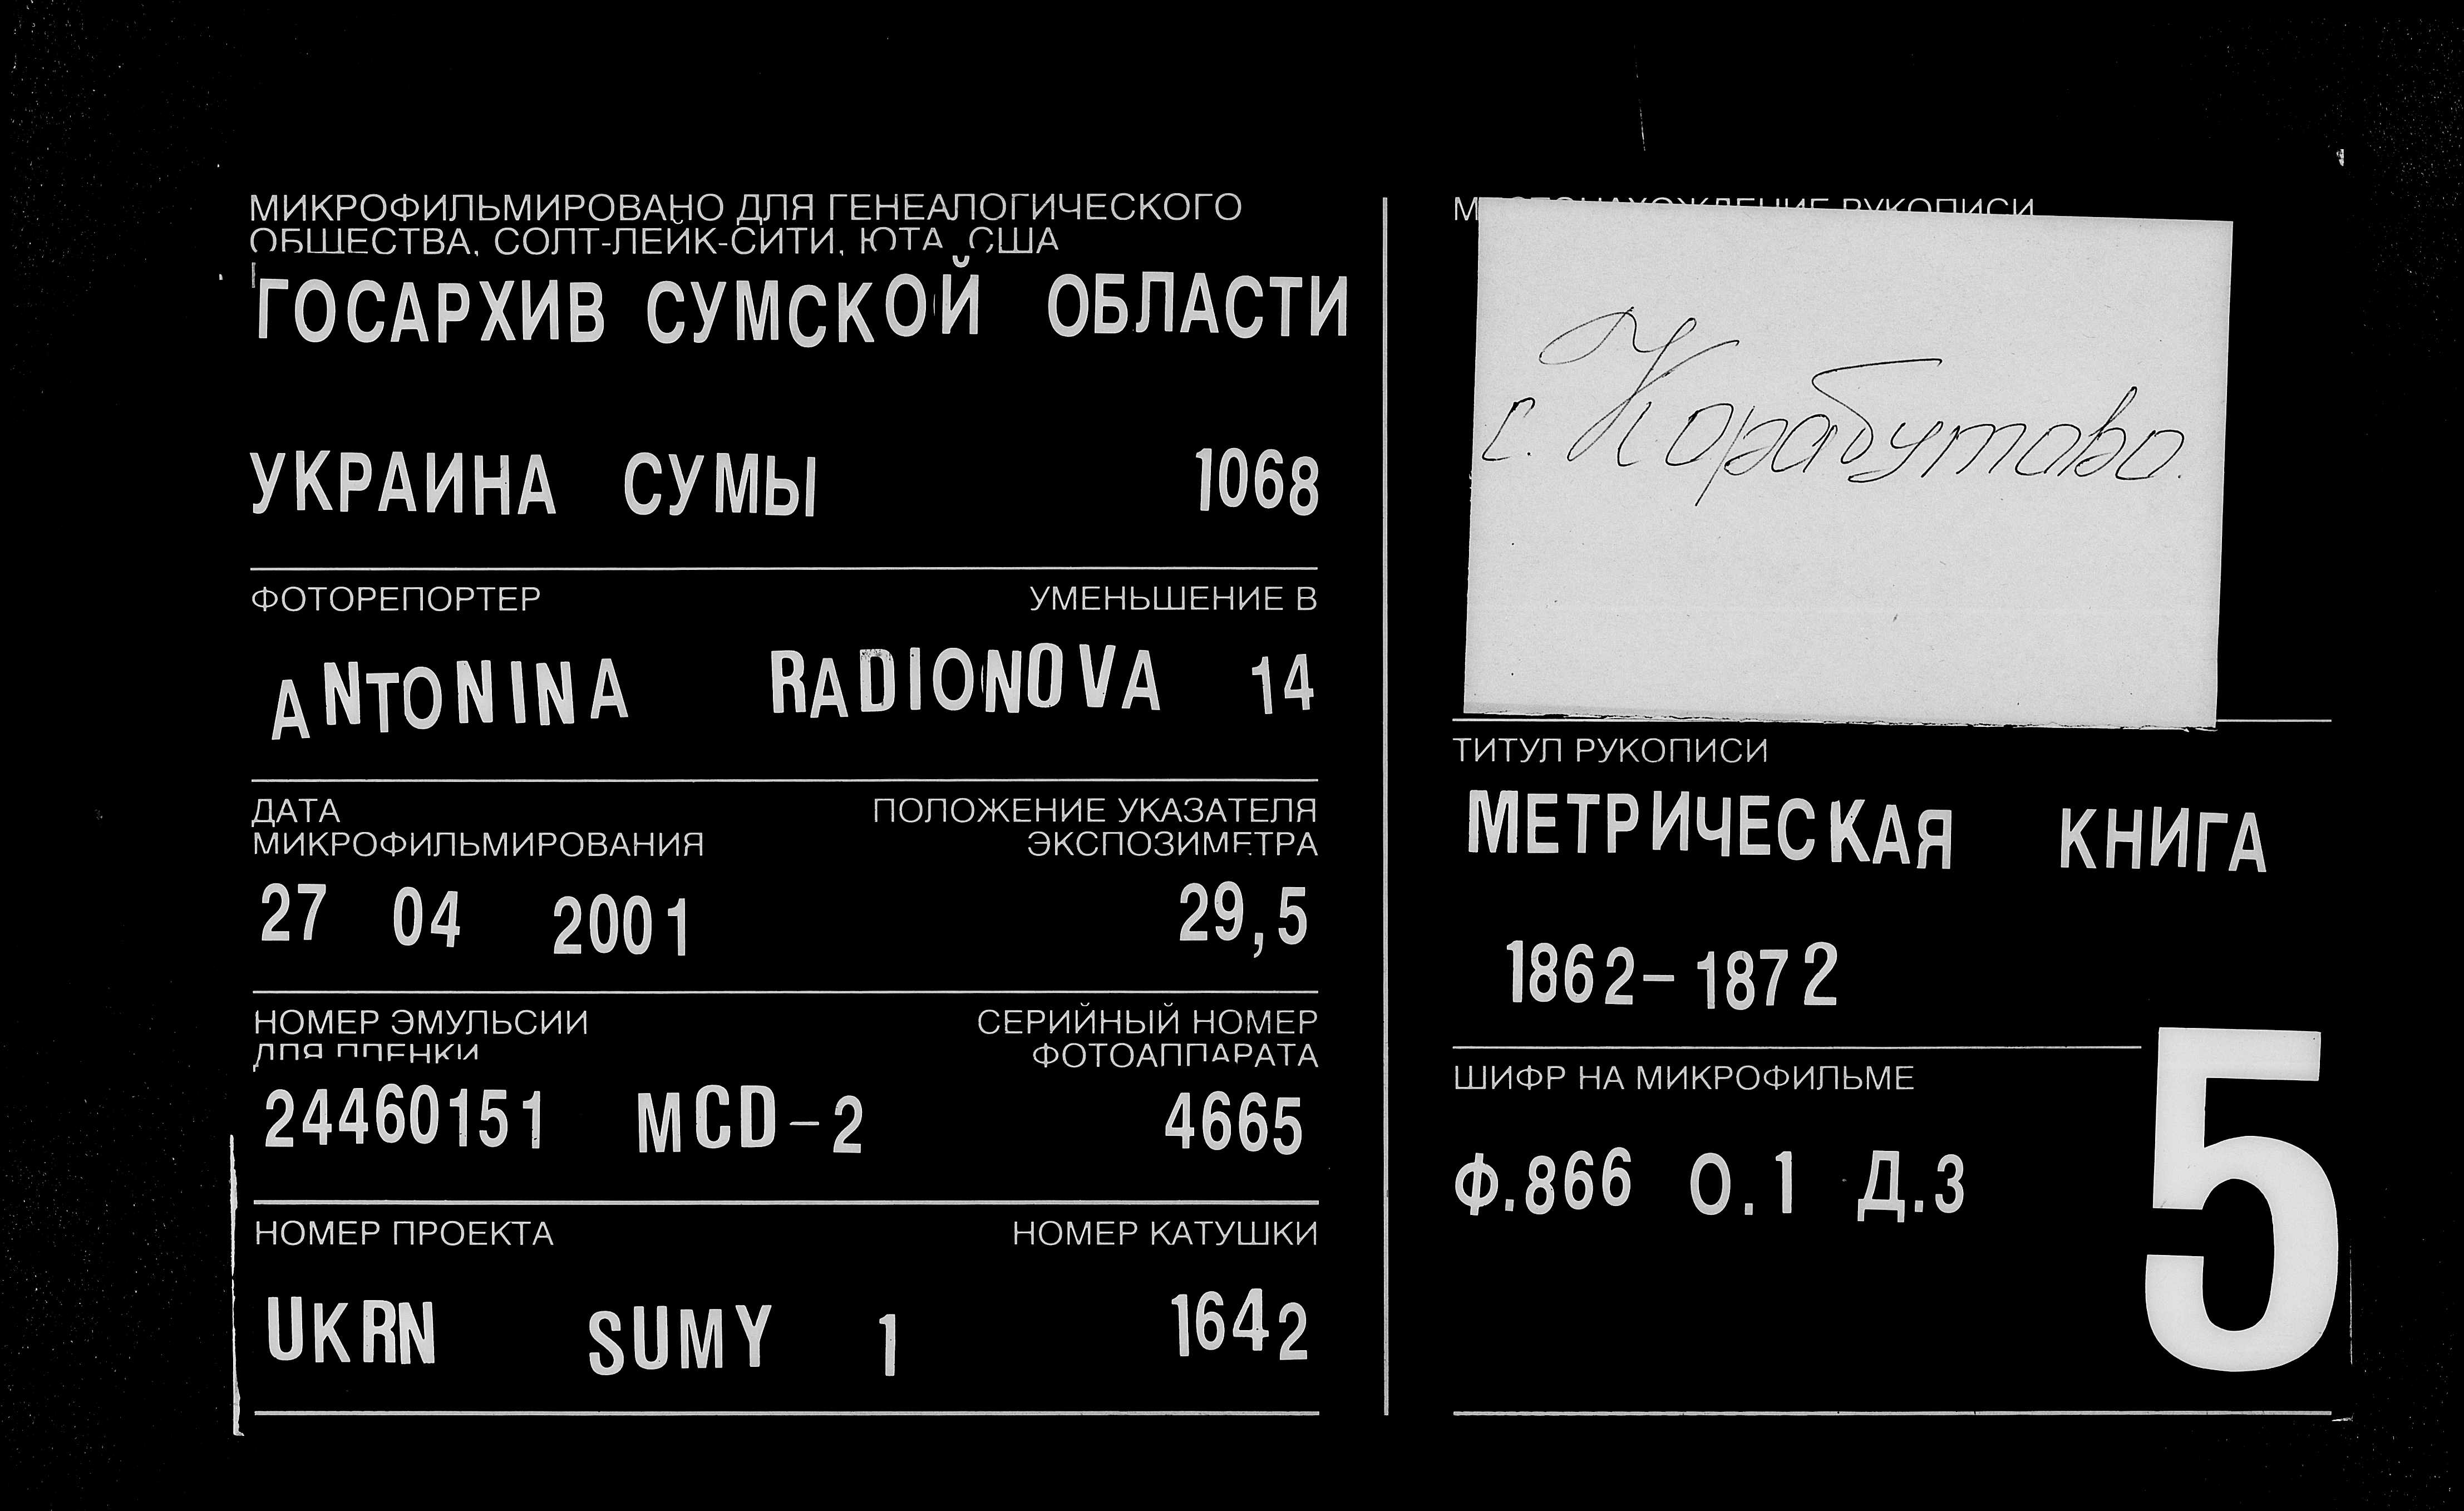 МИКРОФИЛЬМИРОВАНО ДЛЯ ГЕНЕАЛОГИЧЕСКОГО
ОБЩЕСТВА, СОЛТ-ЛЕЙК-СИТИ, ЮТА, США
ГОСАРХИВ СУМСКОЙ ОБЛАСТИ
УКРАИНА СУМЫ 1068
ФОТОРЕПОРТЕР УМЕНЬШЕНИЕ В
ANTONINA RADIONOVA 14
ДАТА ПОЛОЖЕНИЕ УКАЗАТЕЛЯ
МИКРОФИЛЬМИРОВАНИЯ ЭКСПОЗИМЕТРА
27 04 2001 29,5
НОМЕР ЭМУЛЬСИИ СЕРИЙНЫЙ НОМЕР
ДЛЯ ПЛЕНКИ ФОТОАППАРАТА
24460151 MCD-2 4665
НОМЕР ПРОЕКТА НОМЕР КАТУШКИ
UKRN SUMY 1 1642
МЕСТОНАХОЖДЕНИЕ РУКОПИСИ
с. Корабутово.
ТИТУЛ РУКОПИСИ
МЕТРИЧЕСКАЯ КНИГА
1862-1872
ШИФР НА МИКРОФИЛЬМЕ
Ф.866 О.1 Д.3
5